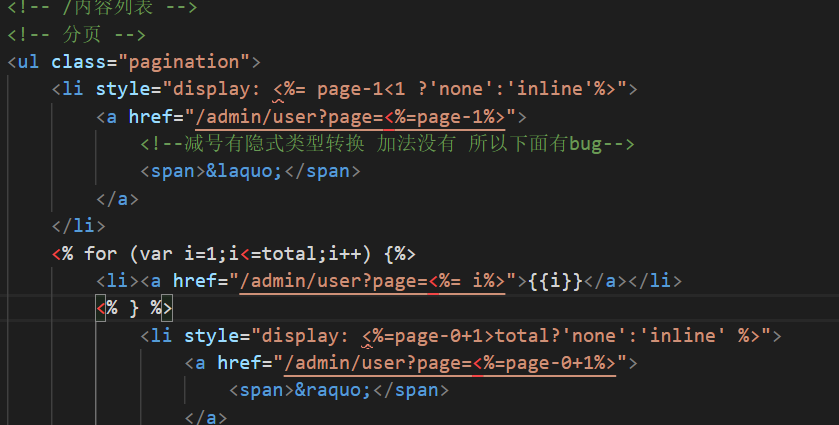 <!-- /内容列表 -->
<!-- 分页 -->
<ul class="pagination">
<li style="display: <%= page-1<1 ?'none':'inline'%>">
<a href="/admin/user?page=<%=page-1%>">
<!--减号有隐式类型转换 加法没有 所以下面有bug-->
<span>&laquo;</span>
</a>
</li>
<% for (var i=1;i<=total;i++) {%>
<li><a href="/admin/user?page=<%= i%>">{{i}}</a></li>
<% } %>
<li style="display: <%=page-0+1>total?'none':'inline' %>">
<a href="/admin/user?page=<%=page-0+1%>">
<span>&raquo;</span>
</a>